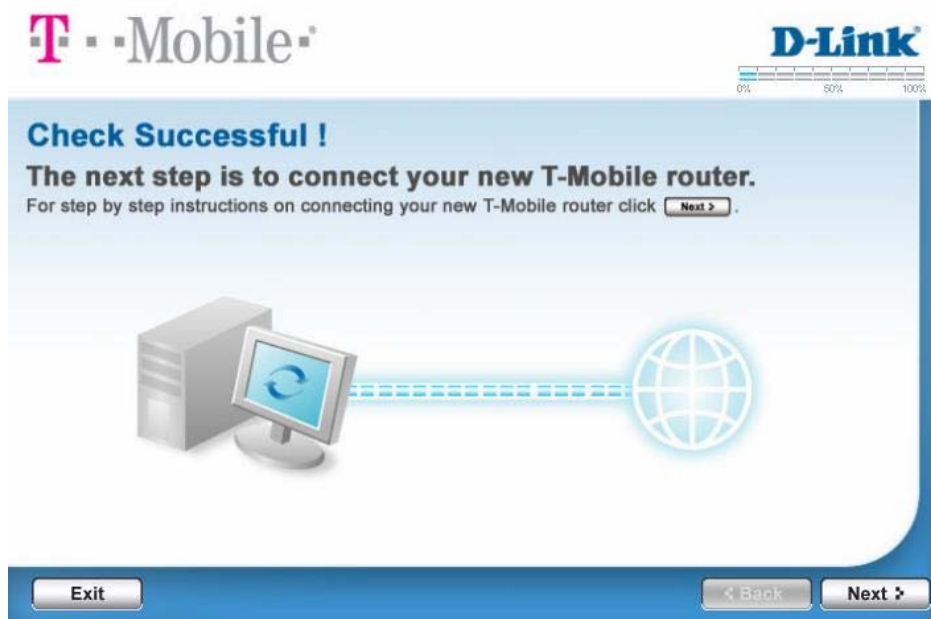 T · · Mobile ·
D-Link
0% 50% 100%
Check Successful !
The next step is to connect your new T-Mobile router.
For step by step instructions on connecting your new T-Mobile router click Next > .
Exit
< Back
Next >